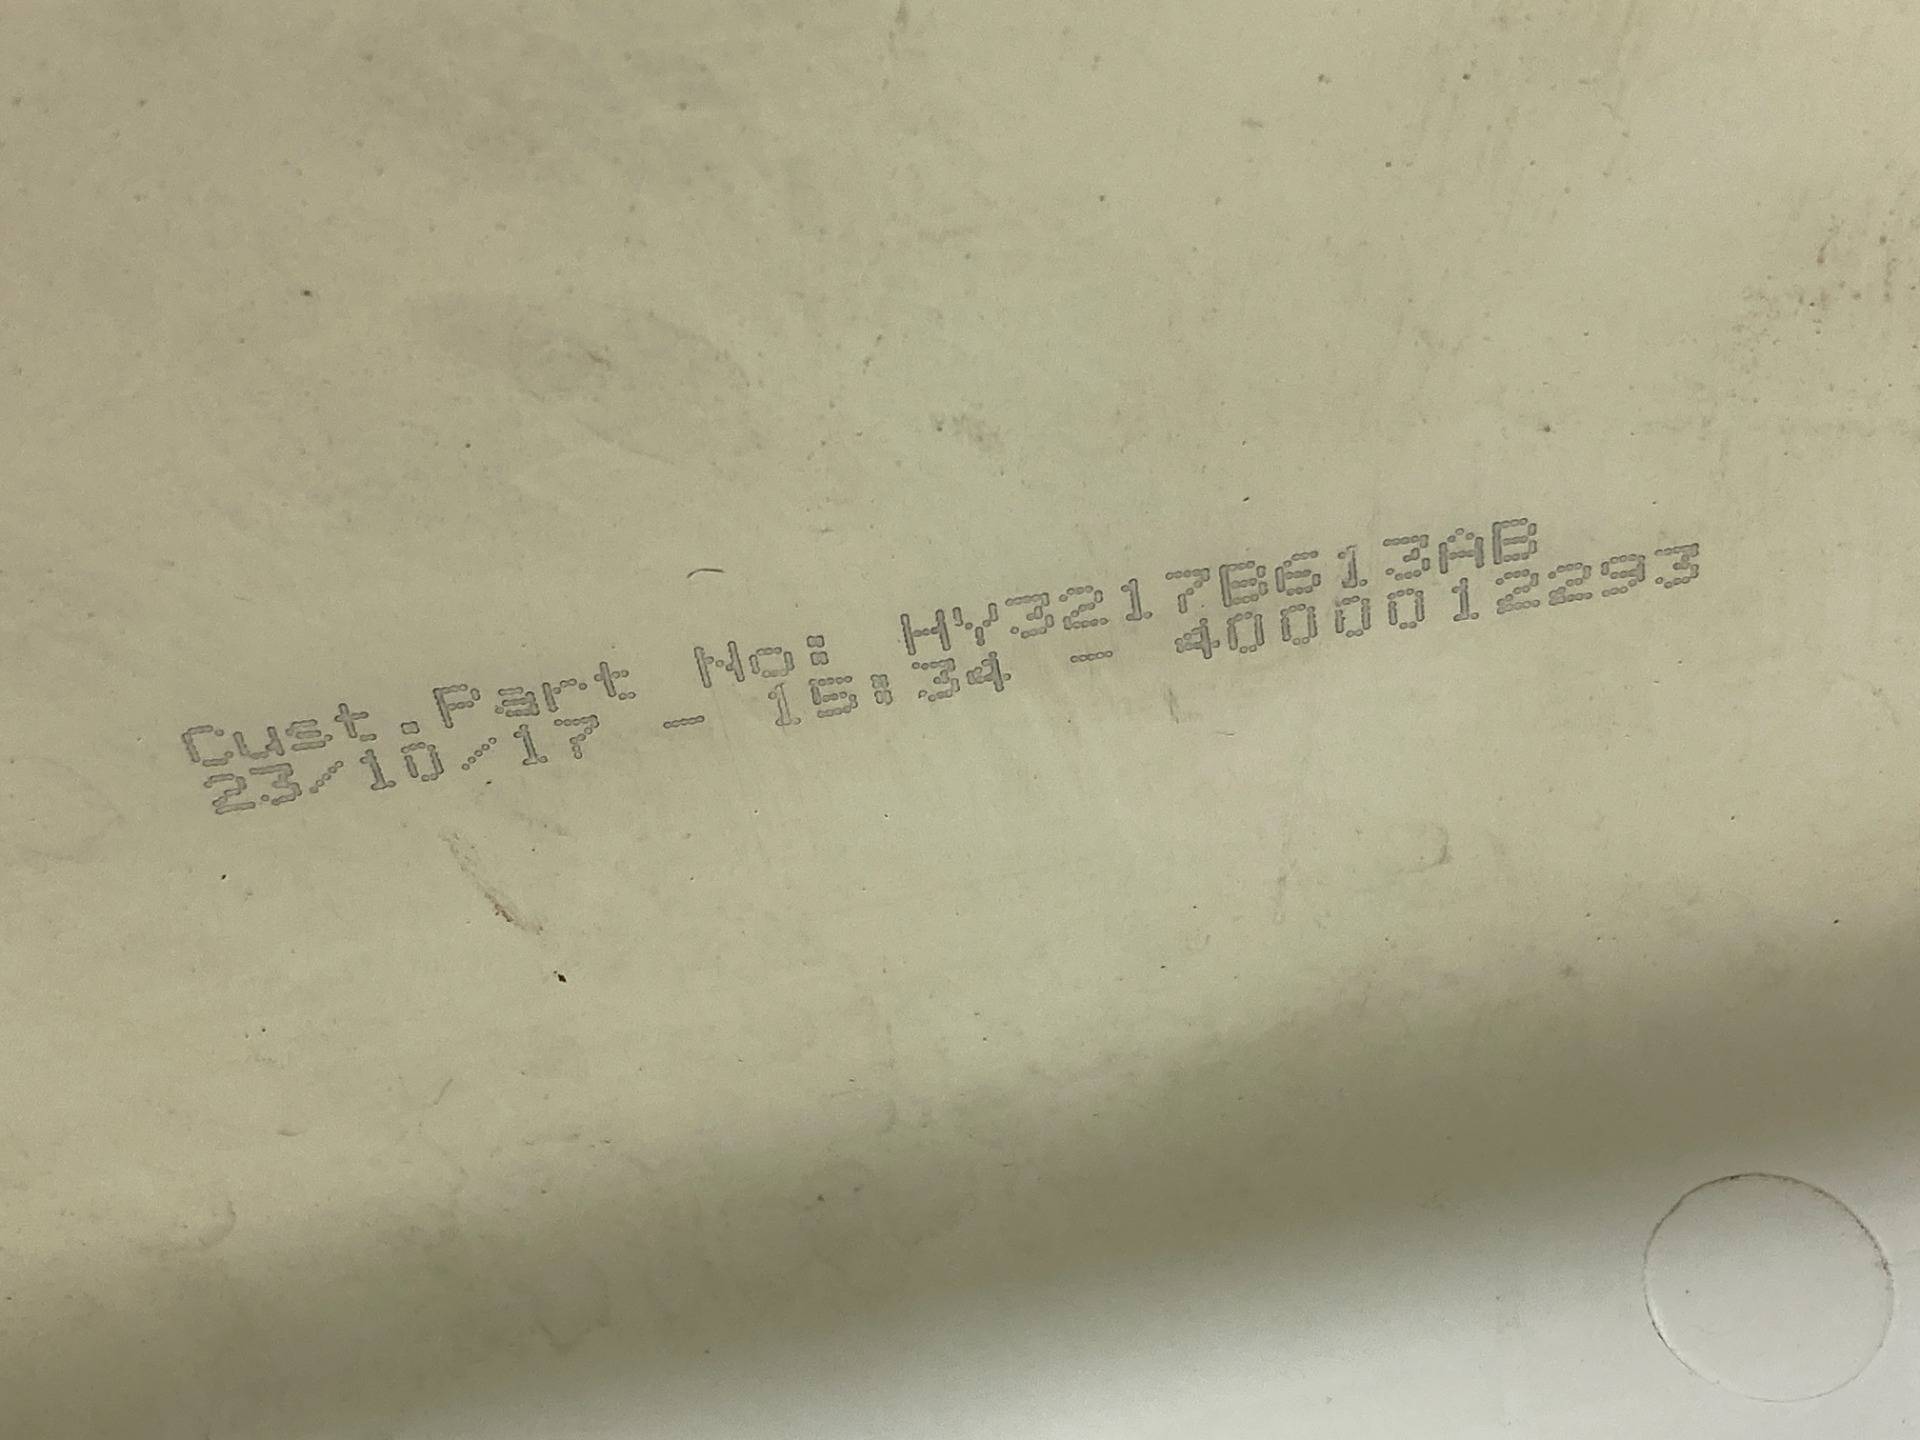 Cust.Part No: HY3217B613AB
23/10/17 - 15:34 - 4000012293